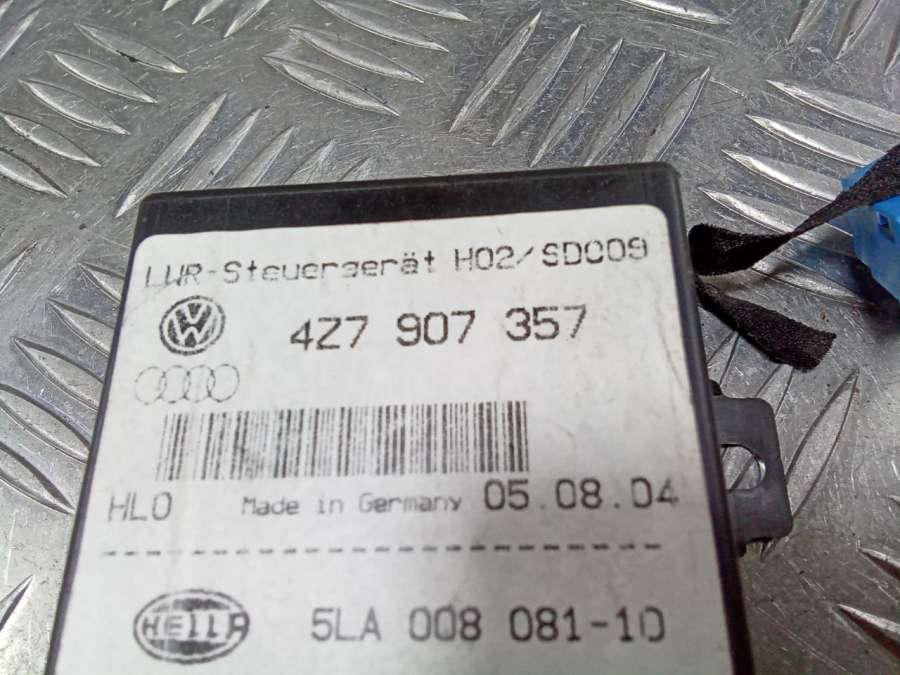 LWR-Steuergerät H02/SD009
VW
4Z7 907 357
HLO Made in Germany 05.08.04
HELLA 5LA 008 081-10